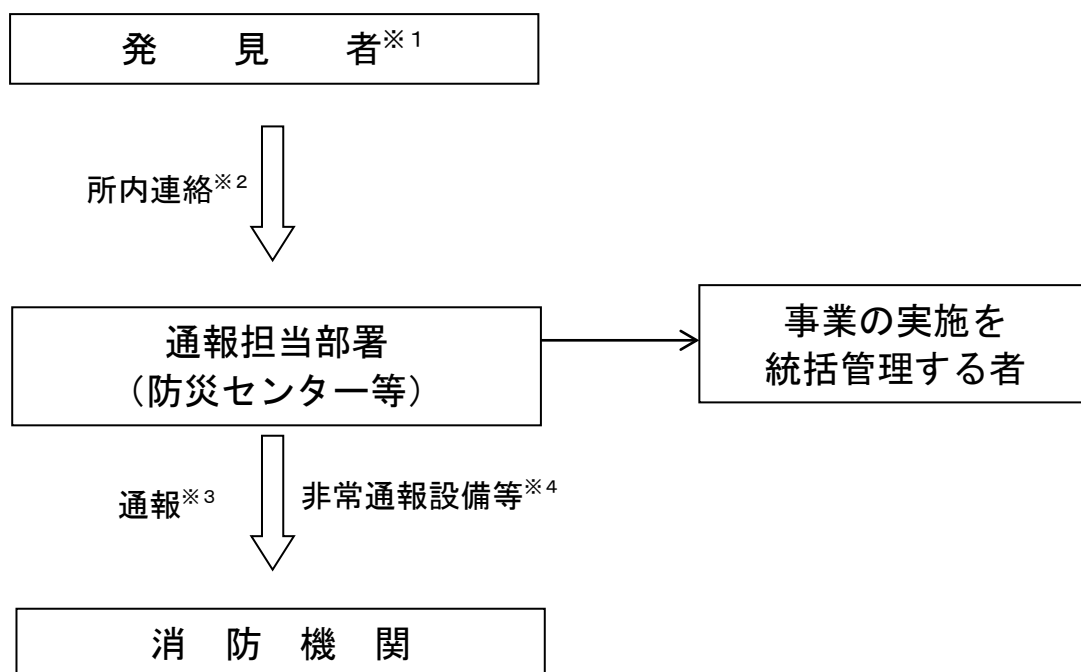 発　見　者※1
所内連絡※2
通報担当部署
（防災センター等）
事業の実施を
統括管理する者
通報※3
非常通報設備等※4
消　防　機　関